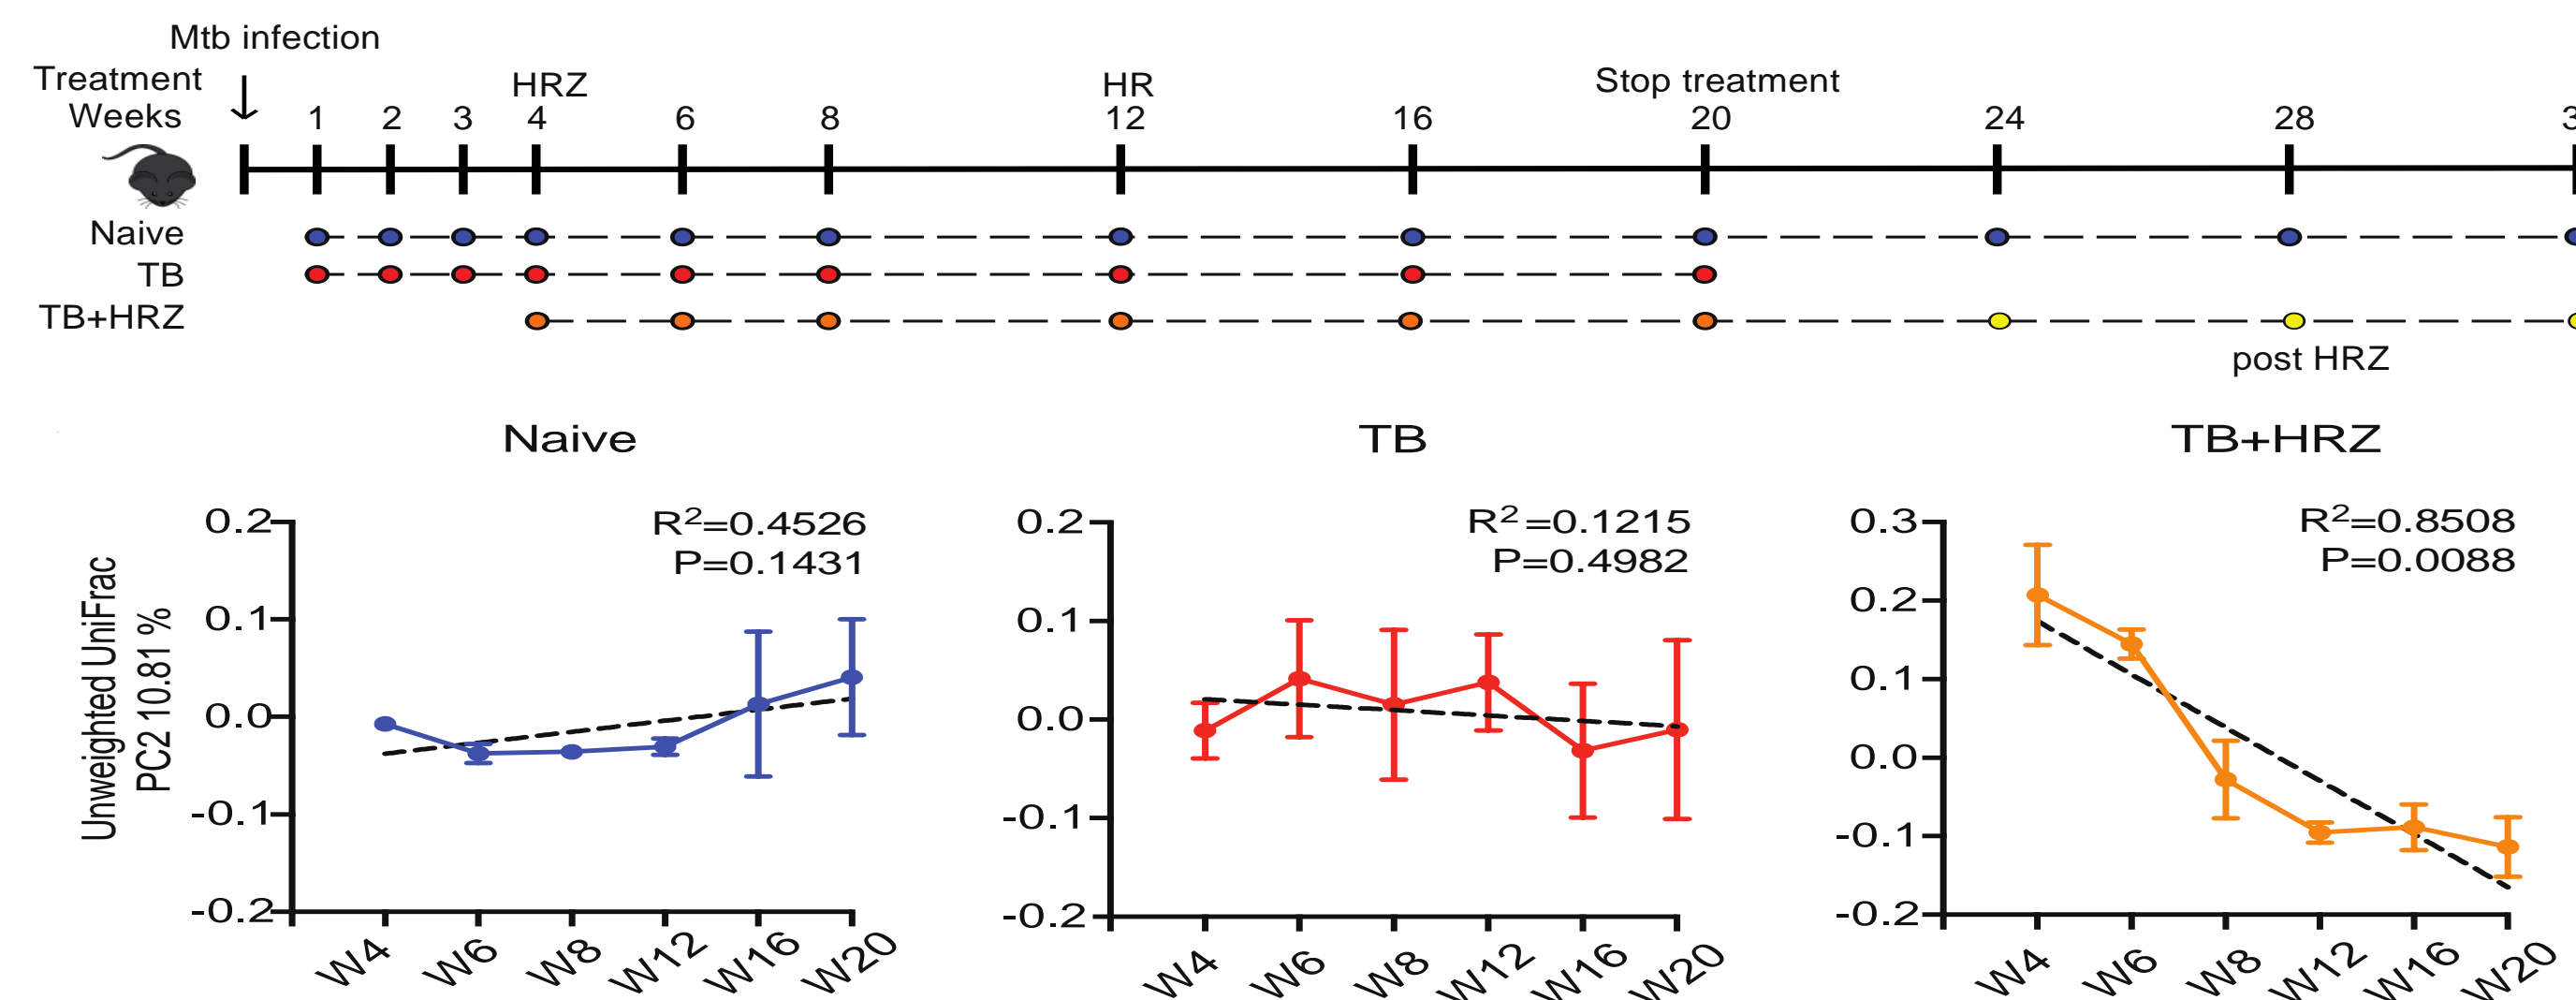 Mtb infection
Treatment HRZ HR Stop treatment
Weeks 1 2 3 4 6 8 12 16 20 24 28
Naive
TB
TB+HRZ
post HRZ
Naive TB TB+HRZ
Unweighted UniFrac
PC2 10.81 %
0.2
0.1
0.0
-0.1
-0.2
R²=0.4526
P=0.1431
W4 W6 W8 W12 W16 W20
0.2
0.1
0.0
-0.1
-0.2
R²=0.1215
P=0.4982
W4 W6 W8 W12 W16 W20
0.3
0.2
0.1
0.0
-0.1
-0.2
R²=0.8508
P=0.0088
W4 W6 W8 W12 W16 W20